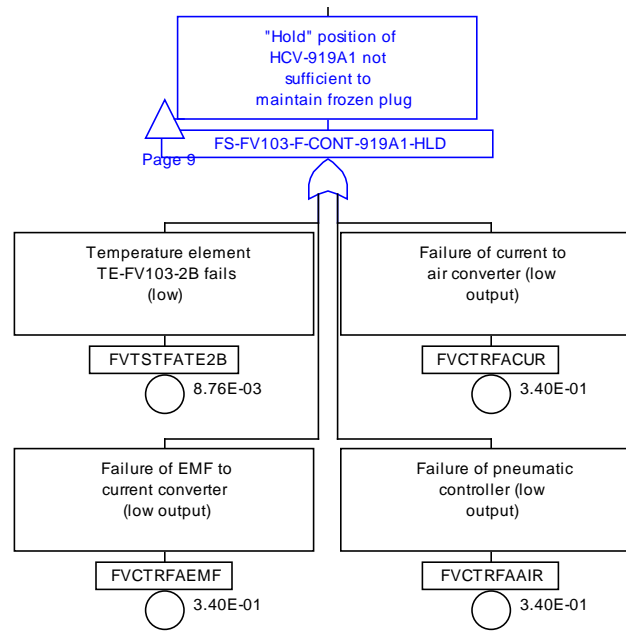 "Hold" position of
HCV-919A1 not
sufficient to
maintain frozen plug
FS-FV103-F-CONT-919A1-HLD
Page 9
Temperature element
TE-FV103-2B fails
(low)
FVTSTFATE2B
8.76E-03
Failure of current to
air converter (low
output)
FVCTRFACUR
3.40E-01
Failure of EMF to
current converter
(low output)
FVCTRFAEMF
3.40E-01
Failure of pneumatic
controller (low
output)
FVCTRFAAIR
3.40E-01